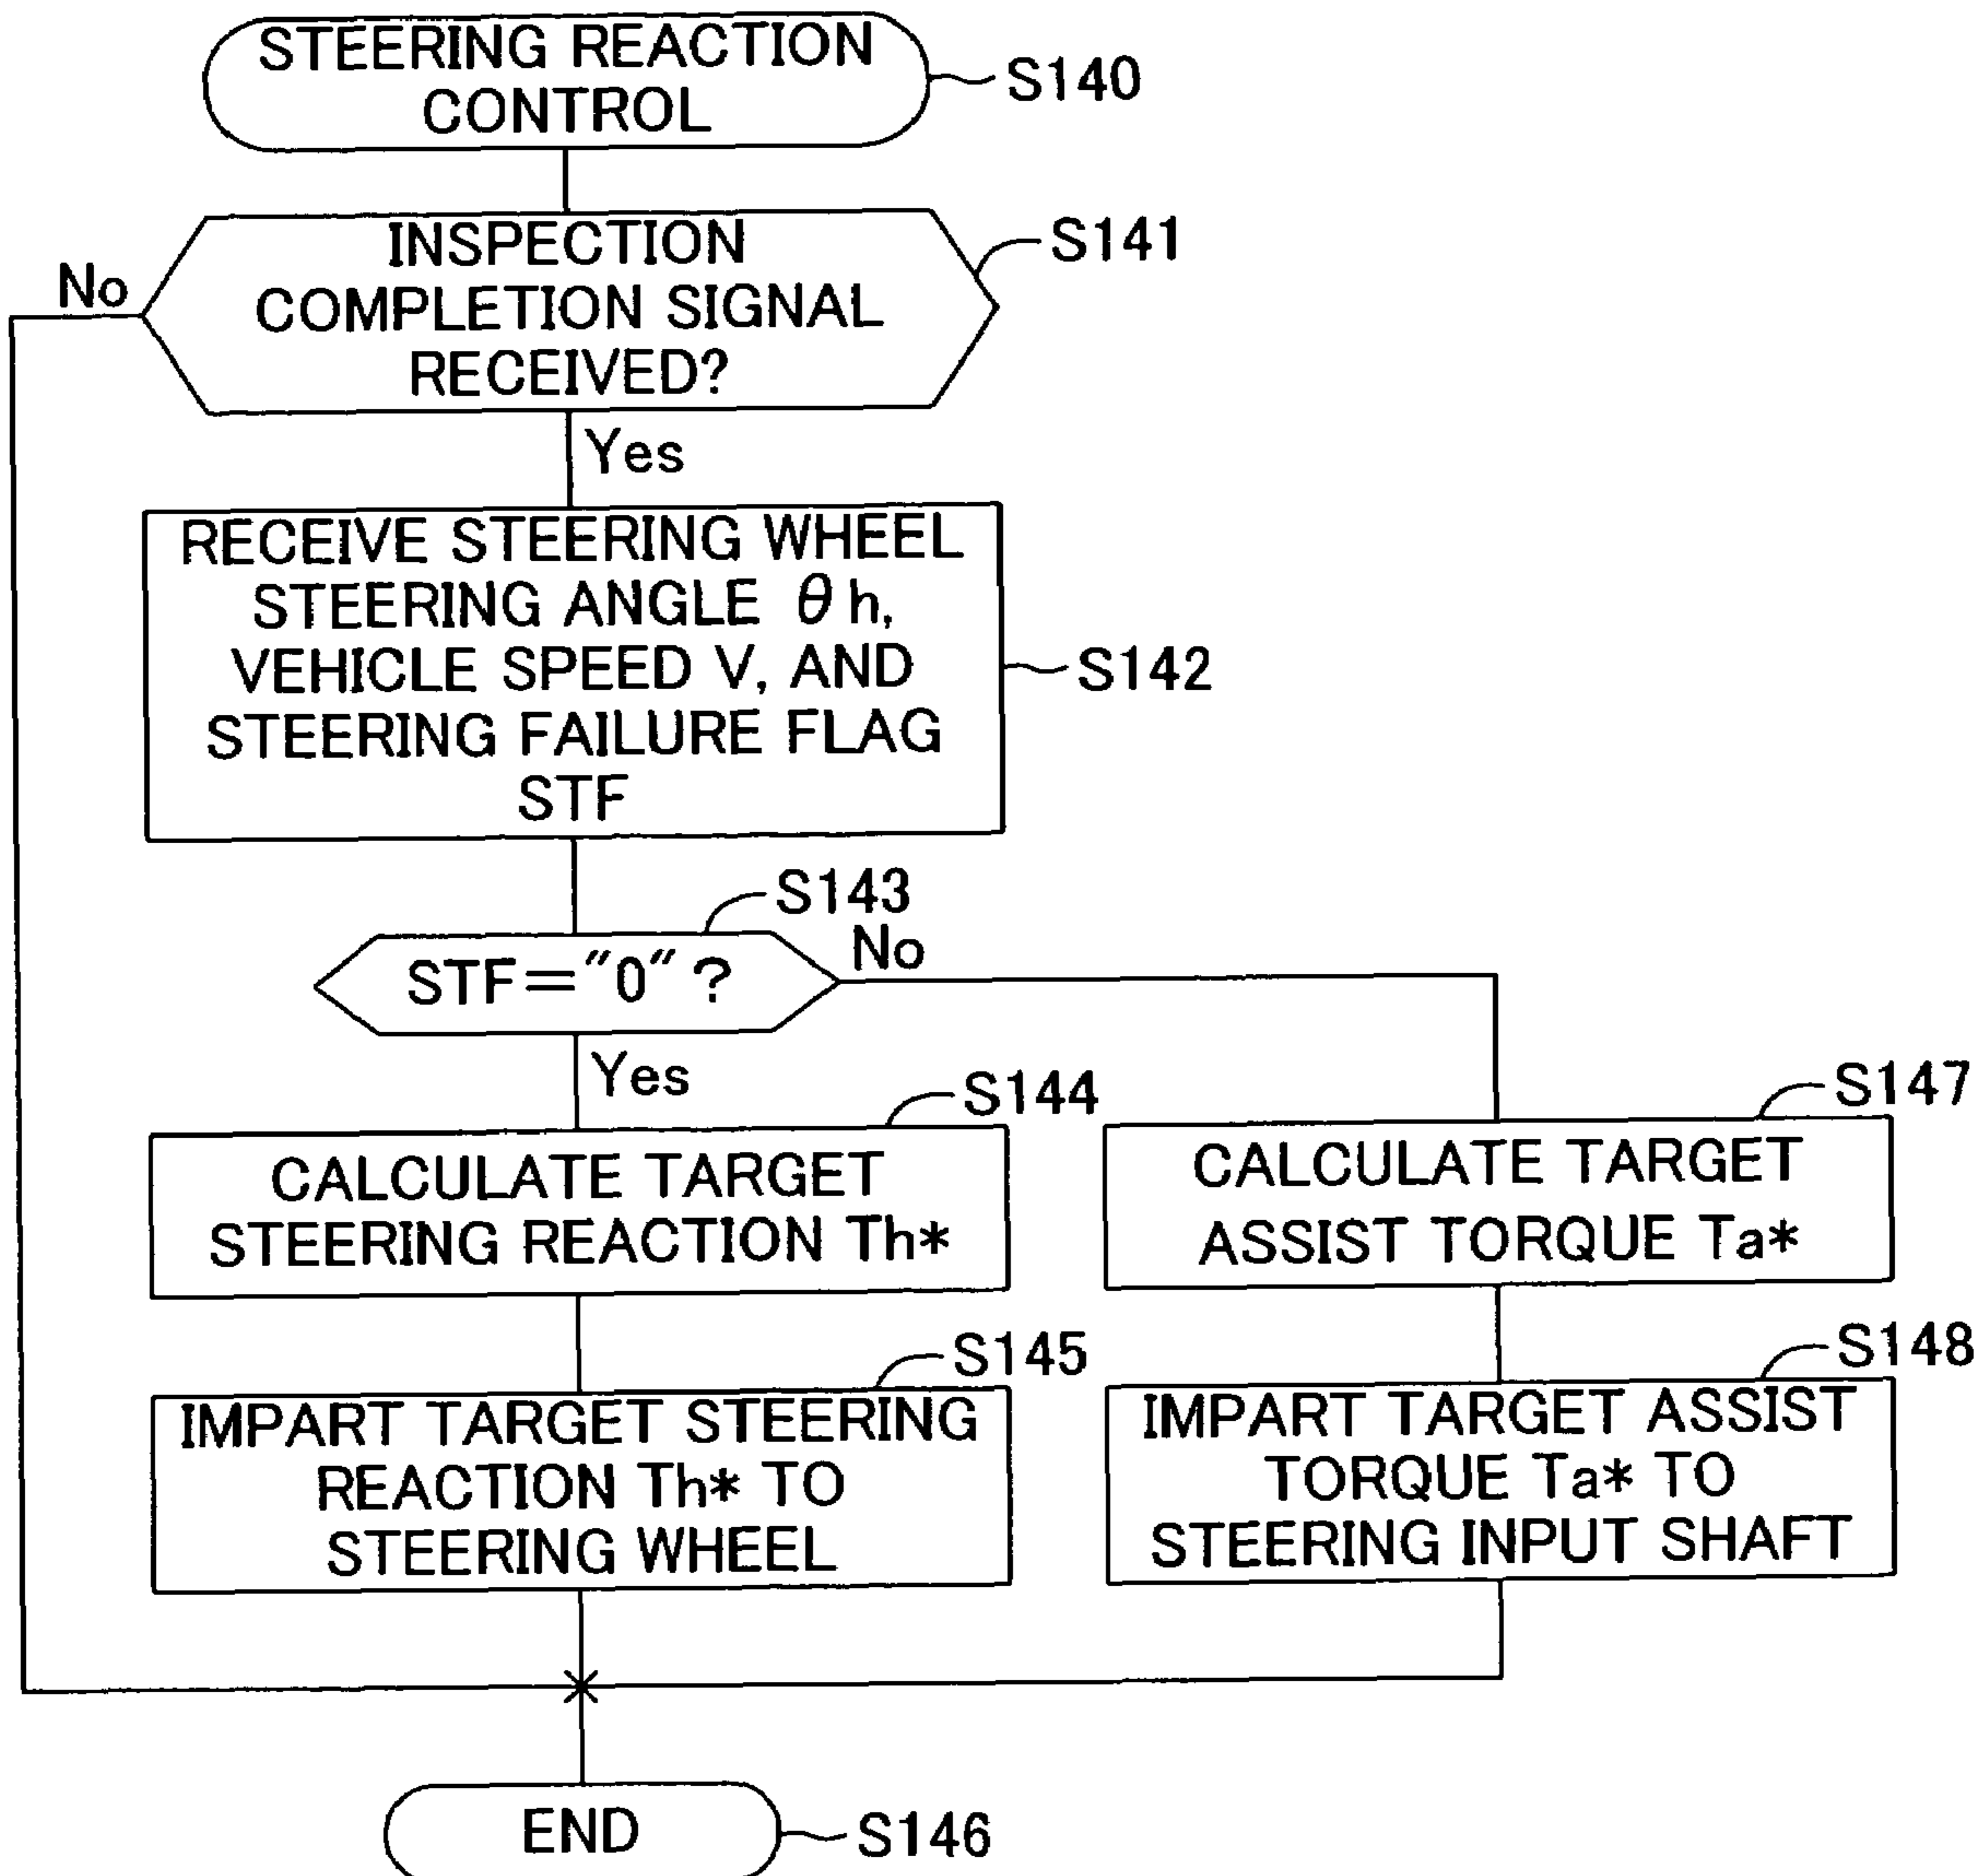 STEERING REACTION
CONTROL
S140
INSPECTION
COMPLETION SIGNAL
RECEIVED?
S141
No
Yes
RECEIVE STEERING WHEEL
STEERING ANGLE θh,
VEHICLE SPEED V, AND
STEERING FAILURE FLAG
STF
S142
S143
STF="0"?
No
Yes
S144
CALCULATE TARGET
STEERING REACTION Th*
S147
CALCULATE TARGET
ASSIST TORQUE Ta*
S145
IMPART TARGET STEERING
REACTION Th* TO
STEERING WHEEL
S148
IMPART TARGET ASSIST
TORQUE Ta* TO
STEERING INPUT SHAFT
END
S146